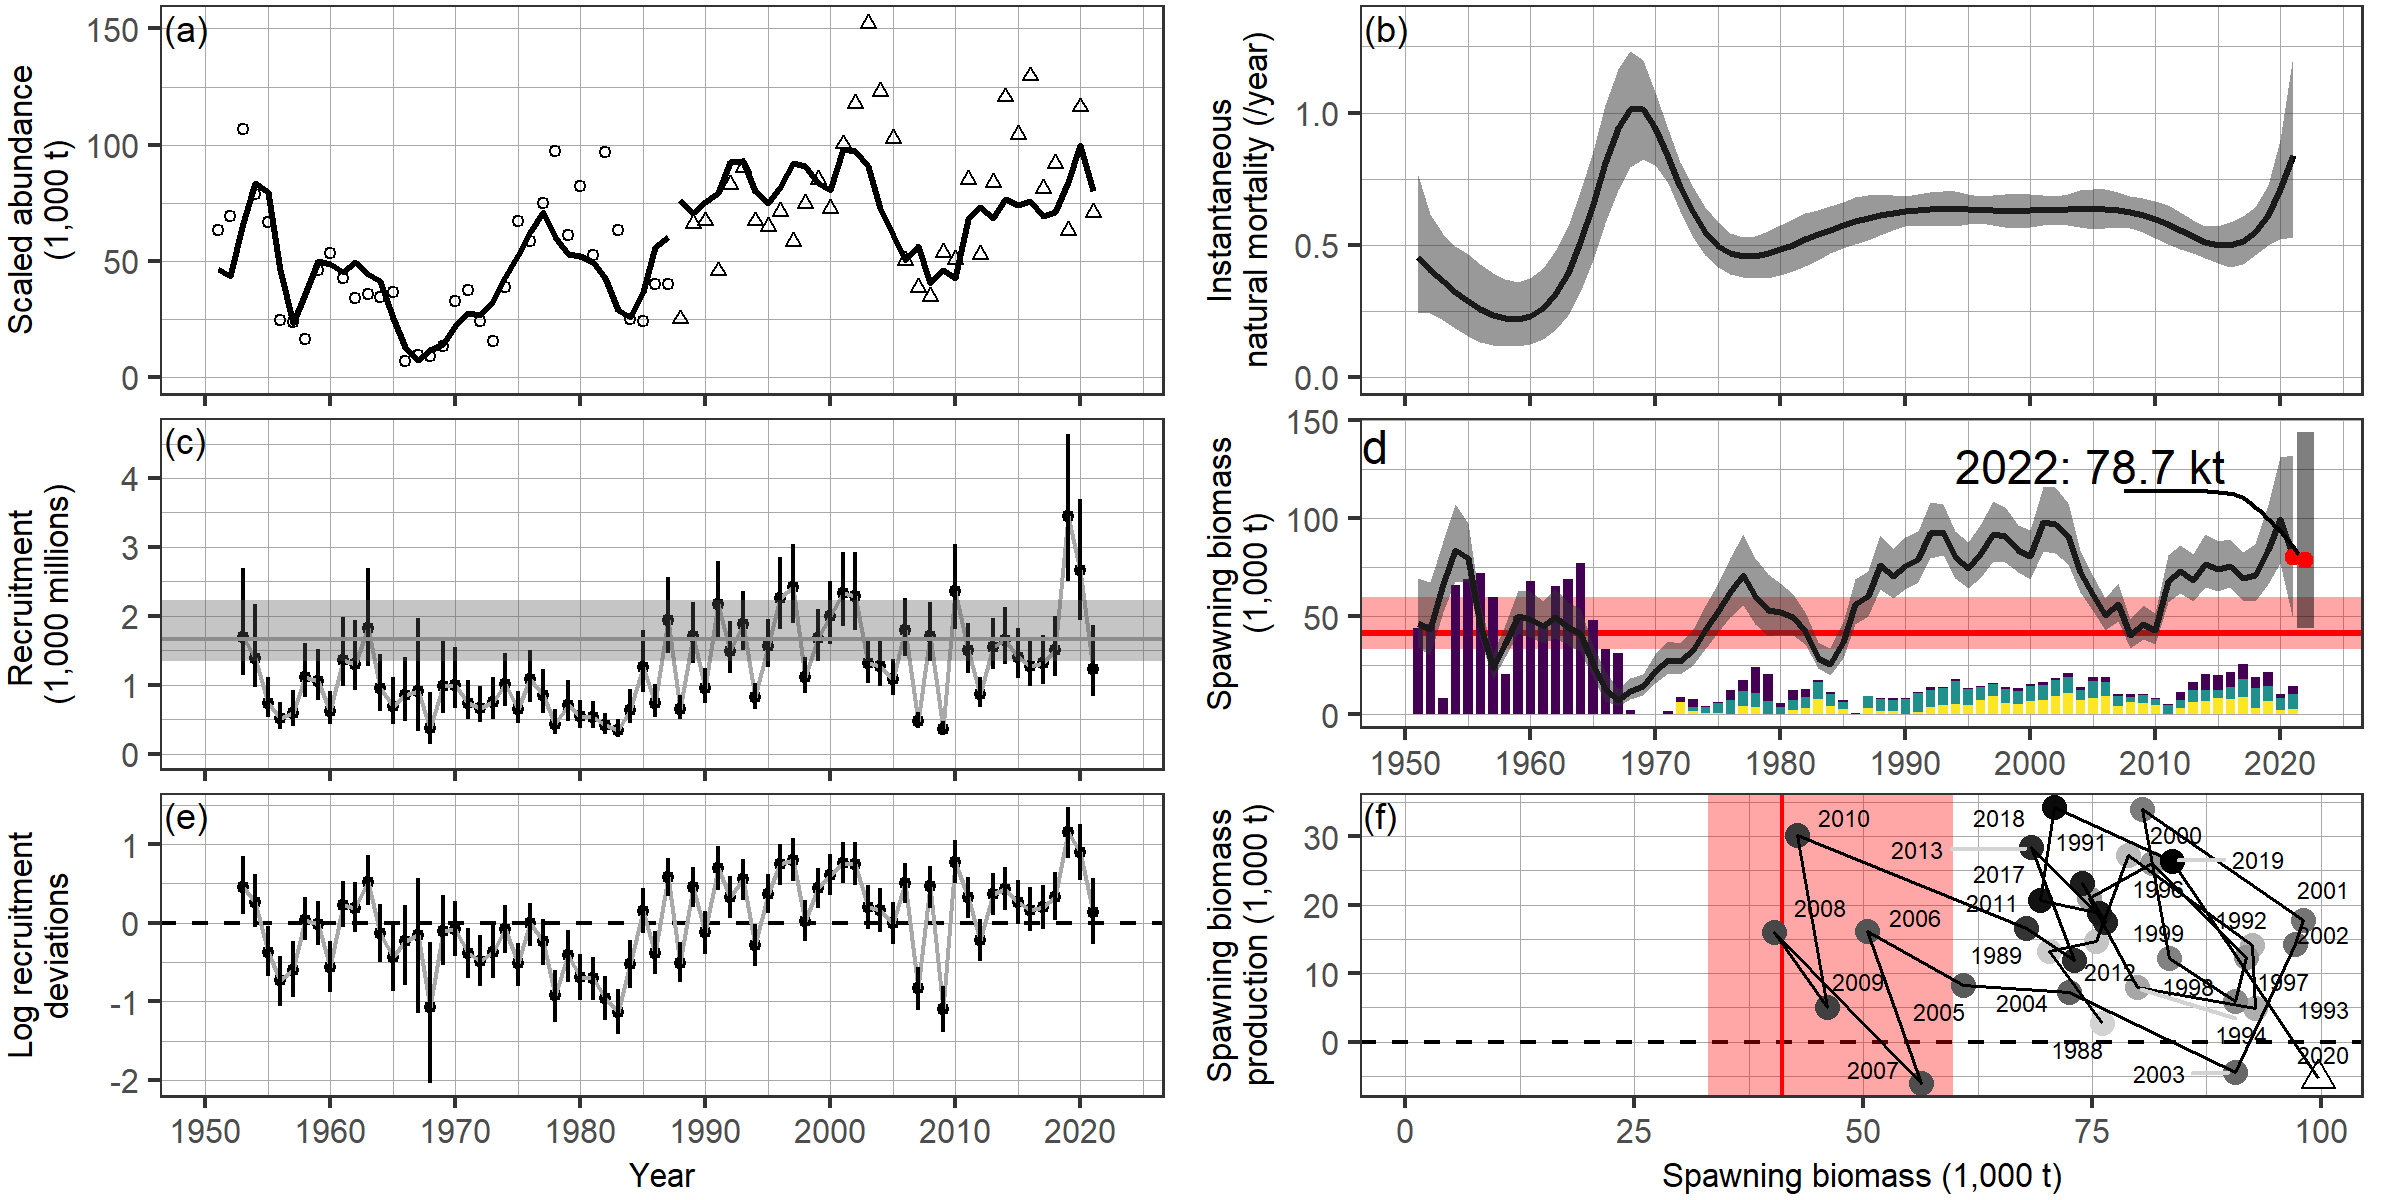 (a)
150
100
50
0
Scaled abundance
(1,000 t)
(b)
1.0
0.5
0.0
Instantaneous
natural mortality (/year)
(c)
4
3
2
1
0
Recruitment
(1,000 millions)
d
2022: 78.7 kt
150
100
50
0
Spawning biomass
(1,000 t)
1950 1960 1970 1980 1990 2000 2010 2020
(e)
1
0
-1
-2
Log recruitment
deviations
1950 1960 1970 1980 1990 2000 2010 2020
Year
(f)
30
20
10
0
Spawning biomass
production (1,000 t)
2010
2018
1991
2000
2013
2019
2017
1996
2001
2011
2008
2006
1992
2002
1999
1989
2012
2009
1998
1997
2005
2004
1993
1994
1988
2020
2007
2003
0 25 50 75 100
Spawning biomass (1,000 t)